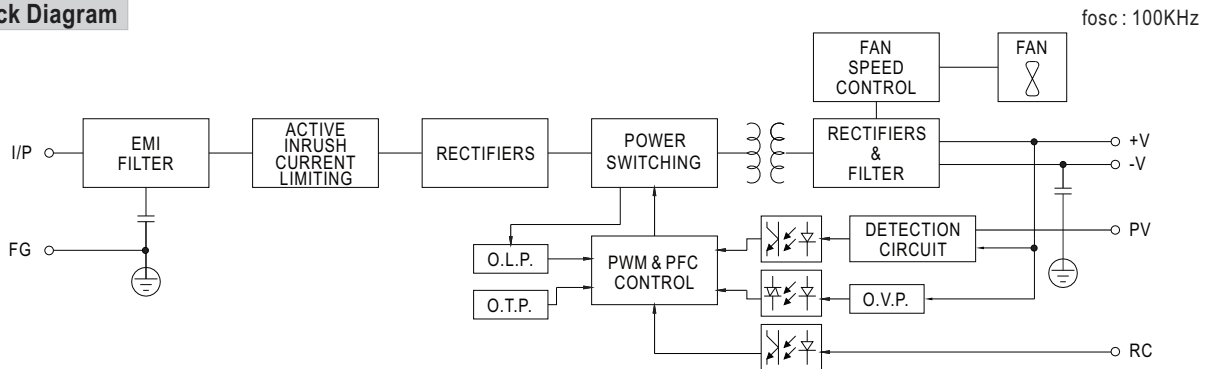 ck Diagram
fosc : 100KHz
FAN
SPEED
CONTROL
FAN
I/P
EMI
FILTER
ACTIVE
INRUSH
CURRENT
LIMITING
RECTIFIERS
POWER
SWITCHING
RECTIFIERS
&
FILTER
+V
-V
FG
O.L.P.
O.T.P.
PWM & PFC
CONTROL
DETECTION
CIRCUIT
PV
O.V.P.
RC